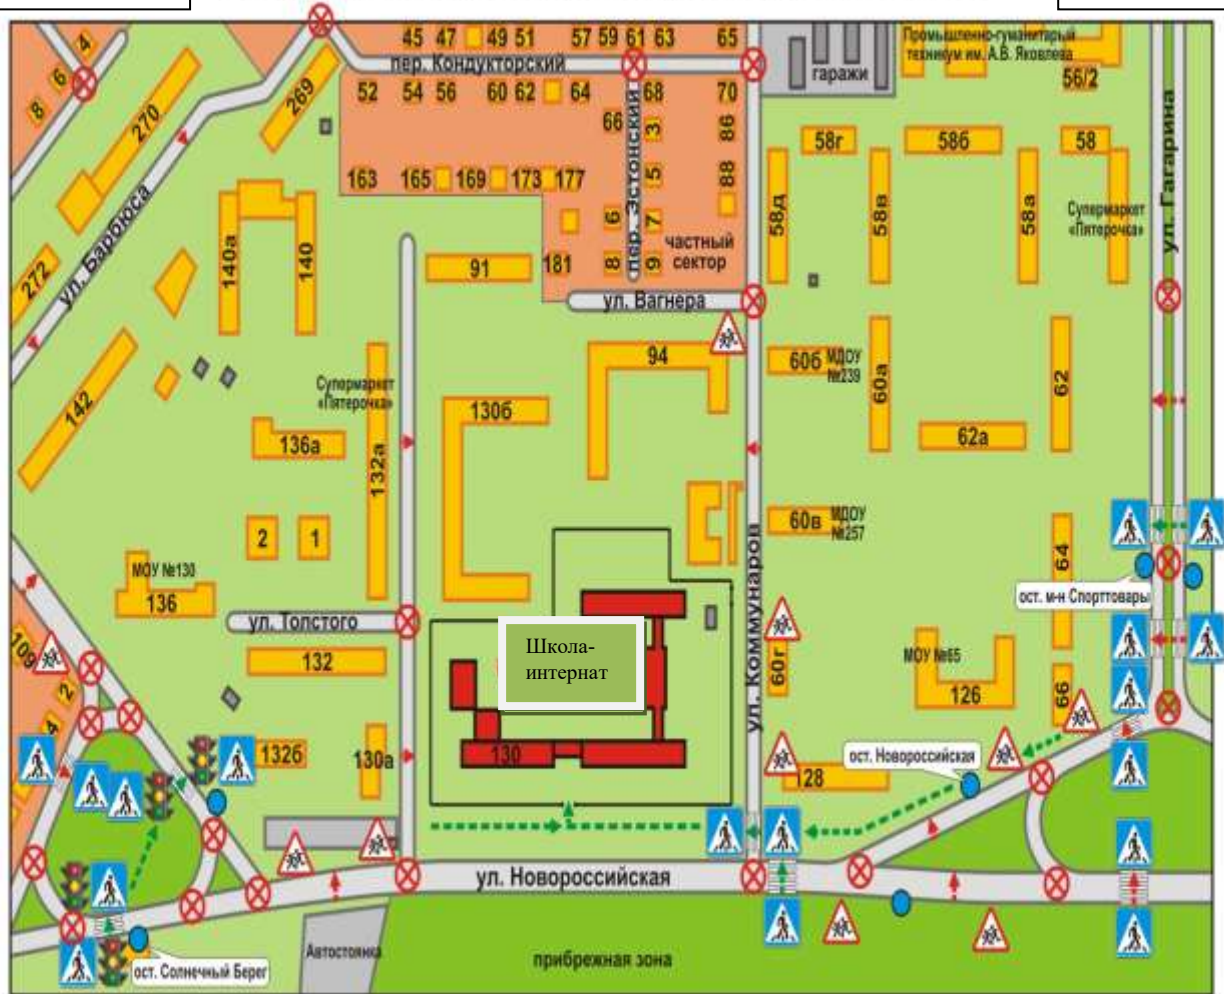 4
6
8
270
269
45 47 49 51 57 59 61 63 65
пер. Кондукторский
52 54 56 60 62 64 68 70
66
3
86
163 165 169 173 177
5
88
пер. Эстонский
6
7
8
9
181
частный
сектор
гаражи
Промышленно-гуманитарый
техникум им. А.В. Яковлева
56/2
58г
58б
58
58д
58в
58а
Супермаркет
«Пятерочка»
ул. Гагарина
ул. Барбюса
272
140а
140
91
ул. Вагнера
142
Супермаркет
«Пятерочка»
136а
132а
130б
94
60б
МДОУ
№239
60а
62
62а
2
1
60в
МДОУ
№257
64
МОУ №130
136
ул. Толстого
132
Школа-
интернат
130
ул. Коммунаров
60г
МОУ №65
126
66
ост. м-н Спорттовары
109
2
4
132б
130а
128
ост. Новороссийская
ул. Новороссийская
Автостоянка
ост. Солнечный Берег
прибрежная зона